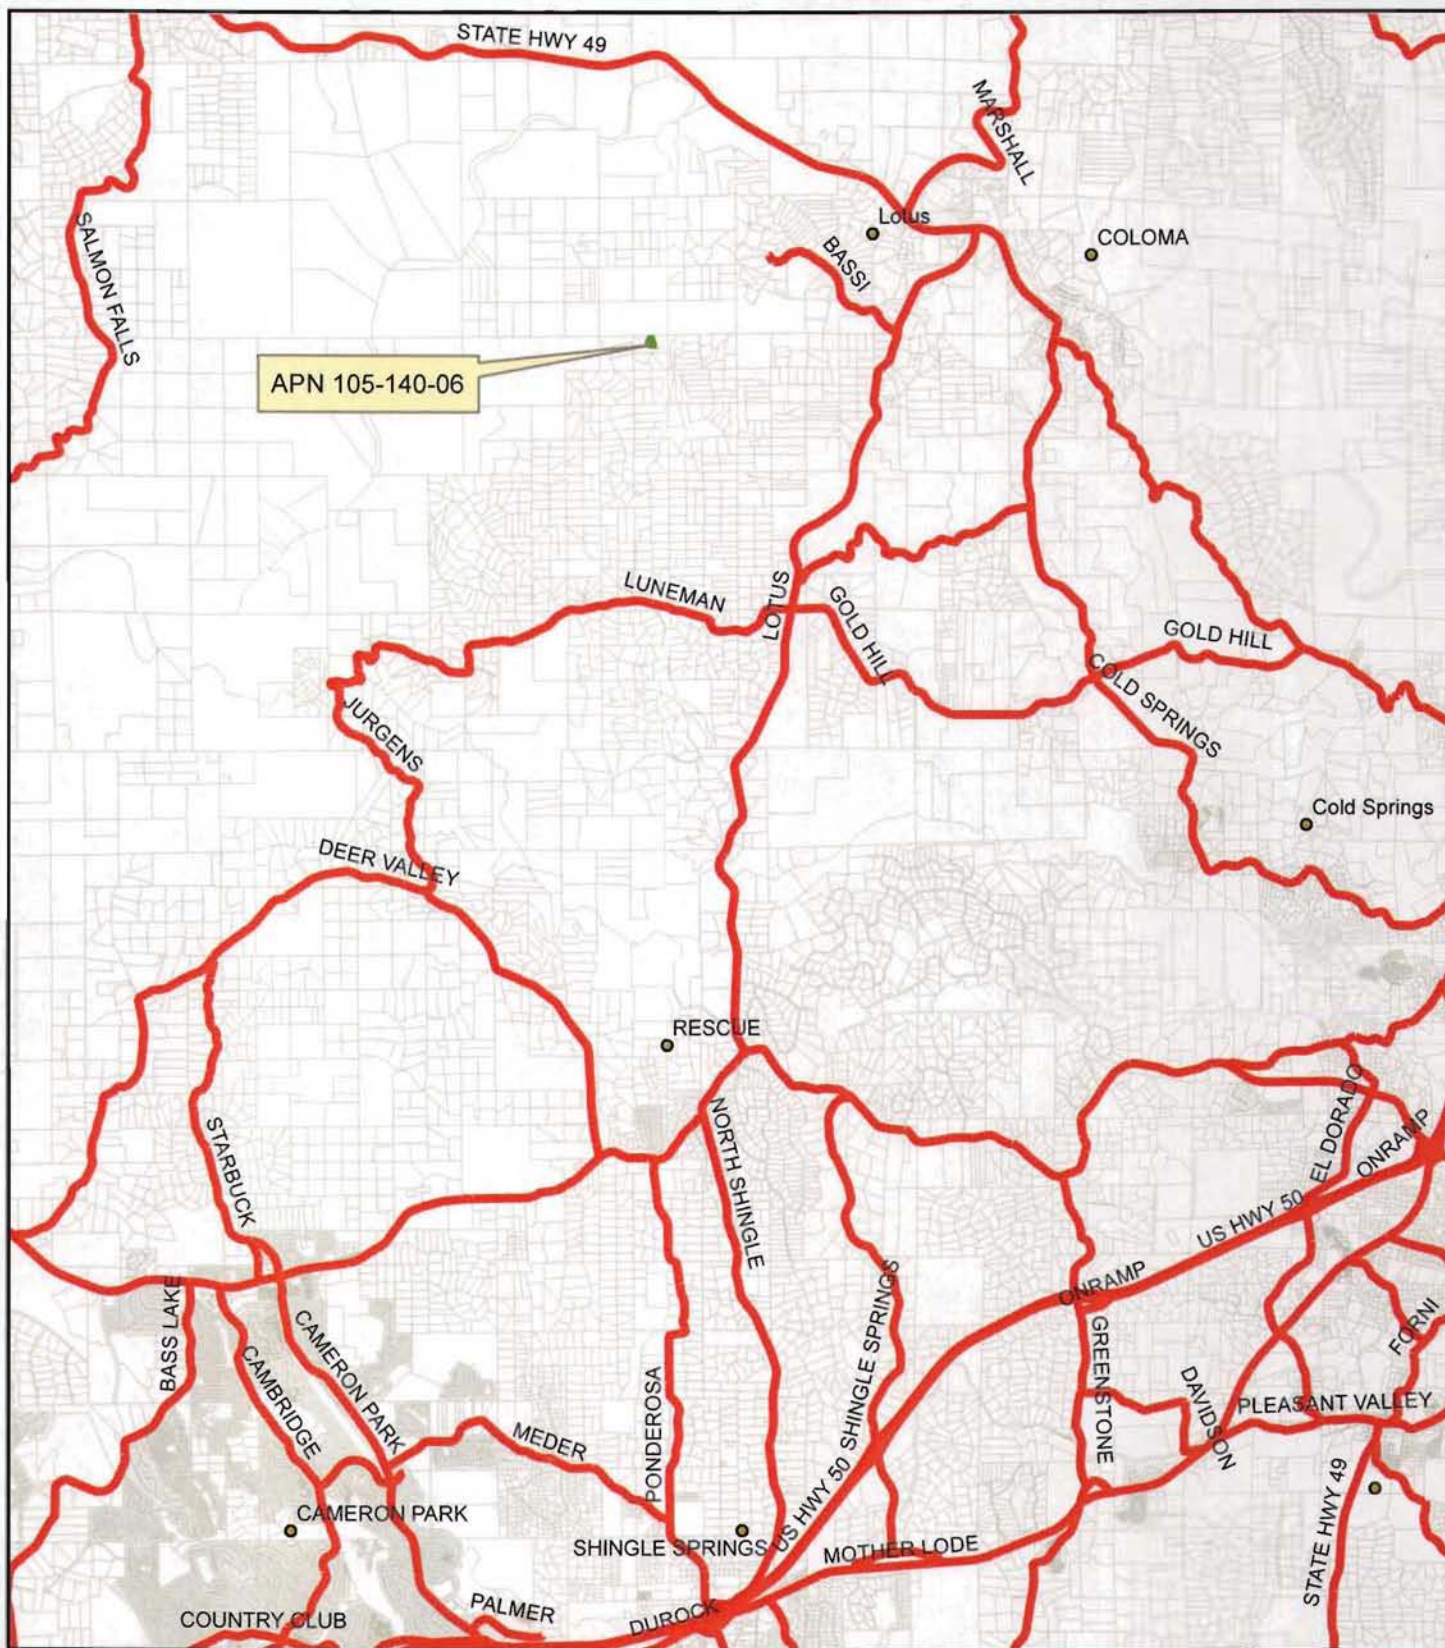 STATE HWY 49
MARSHALL
SALMON FALLS
Lotus
COLOMA
BASSI
APN 105-140-06
LUNEMAN
LOTUS
GOLD HILL
GOLD HILL
COLD SPRINGS
JURGENS
Cold Springs
DEER VALLEY
RESCUE
STARBUCK
NORTH SHINGLE
EL DORADO
ONRAMP
US HWY 50
ONRAMP
BASS LAKE
CAMERON PARK
CAMBRIDGE
SHINGLE SPRINGS
GREENSTONE
FORNI
DAVIDSON
PLEASANT VALLEY
MEDER
PONDEROSA
US HWY 50
STATE HWY 49
CAMERON PARK
SHINGLE SPRINGS
MOTHER LODE
COUNTRY CLUB
PALMER
DUROCK